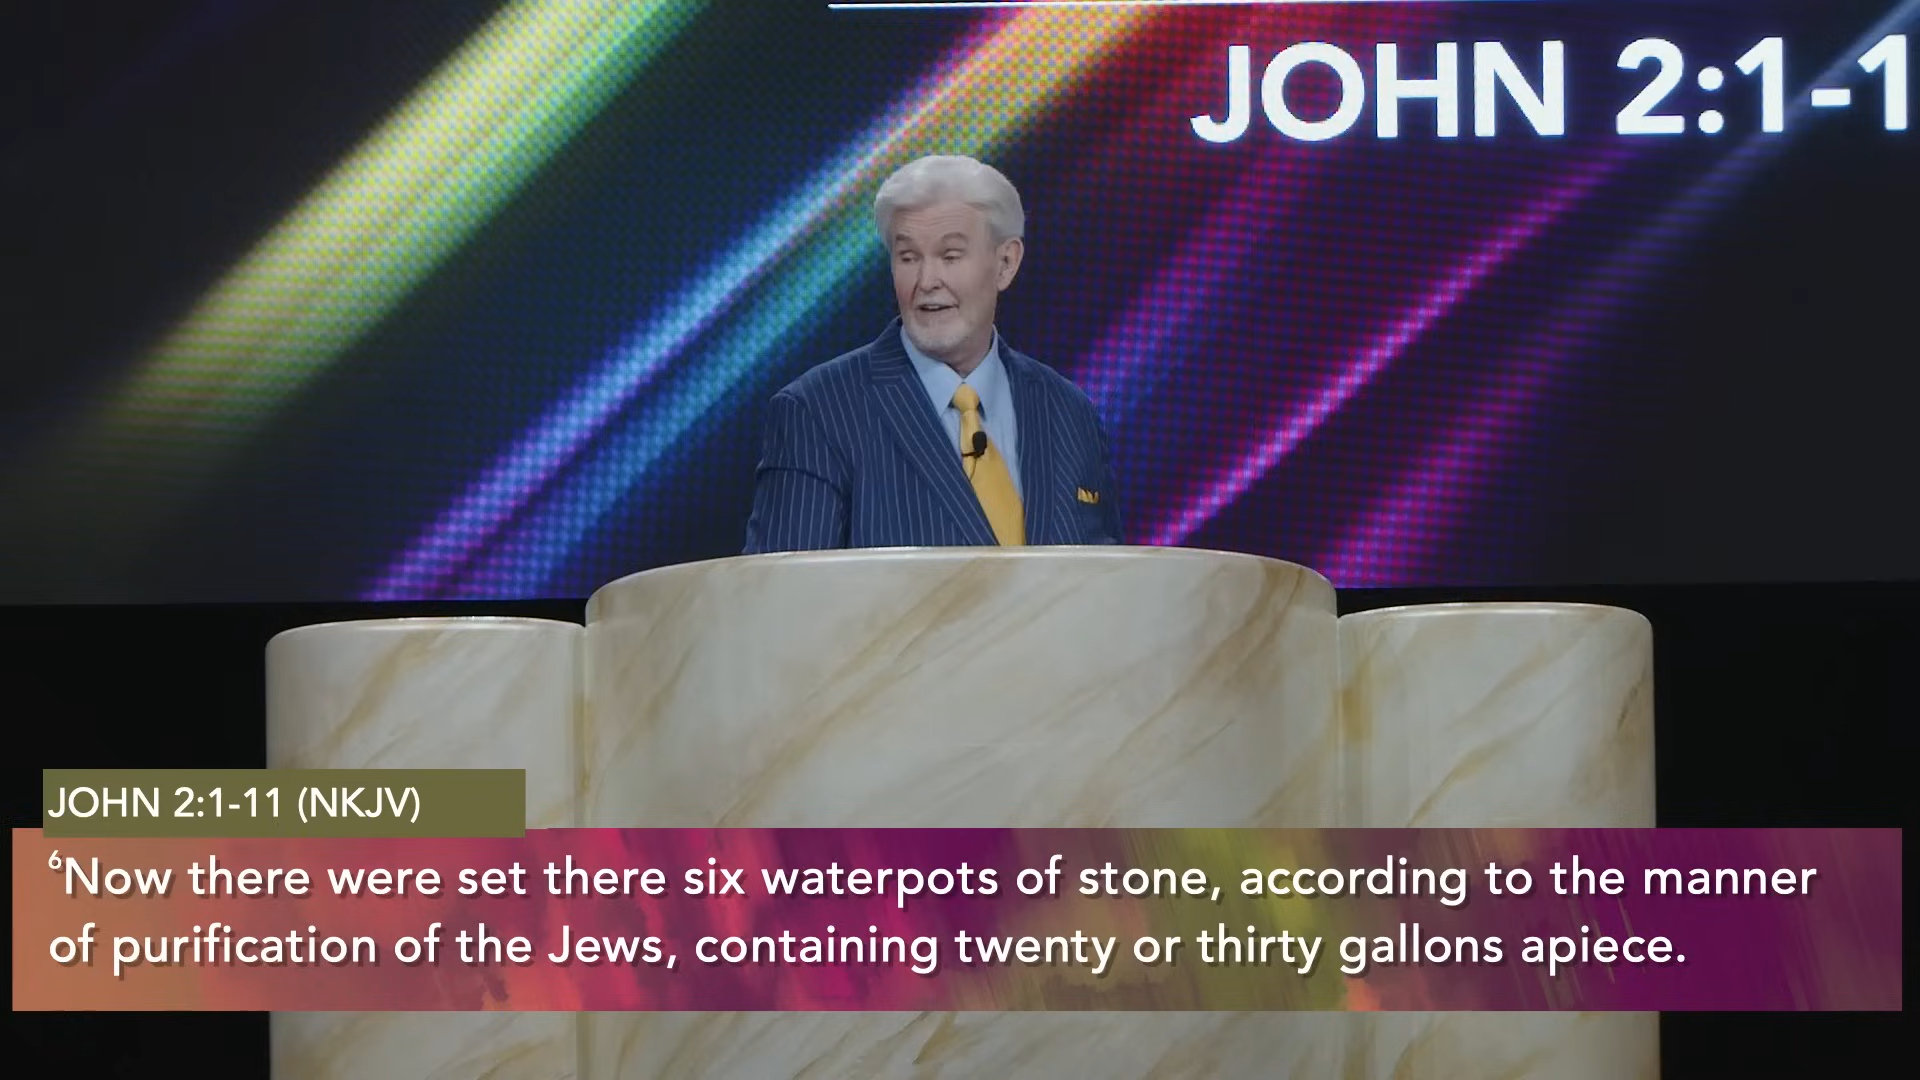 JOHN 2:1-1
JOHN 2:1-11 (NKJV)
⁶Now there were set there six waterpots of stone, according to the manner
of purification of the Jews, containing twenty or thirty gallons apiece.